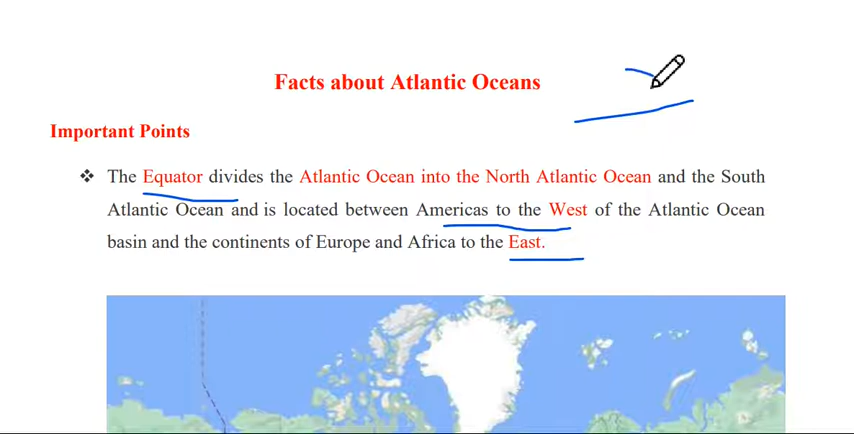 Facts about Atlantic Oceans
Important Points
❖ The Equator divides the Atlantic Ocean into the North Atlantic Ocean and the South
Atlantic Ocean and is located between Americas to the West of the Atlantic Ocean
basin and the continents of Europe and Africa to the East.